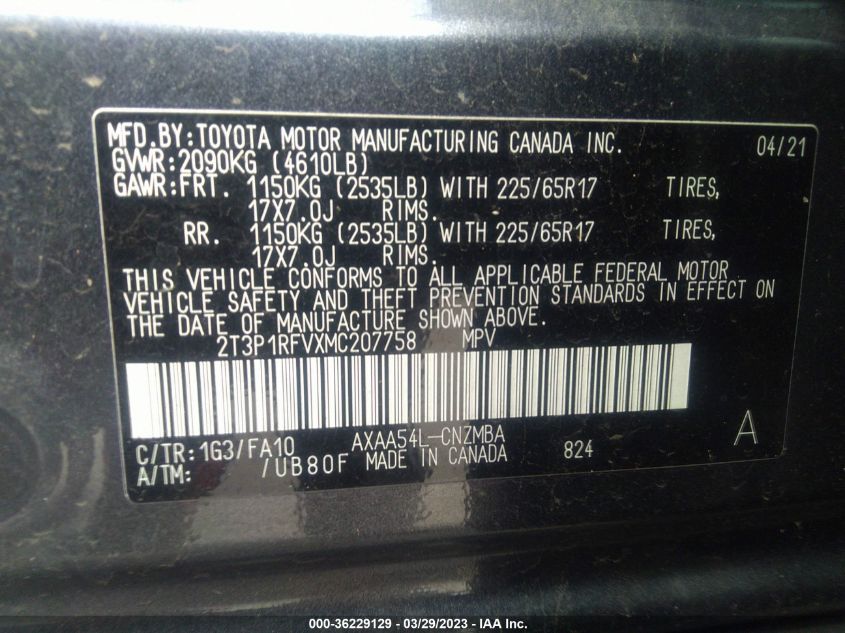 MFD.BY:TOYOTA MOTOR MANUFACTURING CANADA INC. 04/21
GVWR:2090KG (4610LB)
GAWR:FRT. 1150KG (2535LB) WITH 225/65R17 TIRES,
17X7.0J RIMS.
RR. 1150KG (2535LB) WITH 225/65R17 TIRES,
17X7.0J RIMS.
THIS VEHICLE CONFORMS TO ALL APPLICABLE FEDERAL MOTOR
VEHICLE SAFETY AND THEFT PREVENTION STANDARDS IN EFFECT ON
THE DATE OF MANUFACTURE SHOWN ABOVE.
2T3P1RFVXMC207758 MPV
C/TR:1G3/FA10 AXAA54L-CNZMBA A
A/TM: /UB80F MADE IN CANADA 824
000-36229129 - 03/29/2023 - IAA Inc.